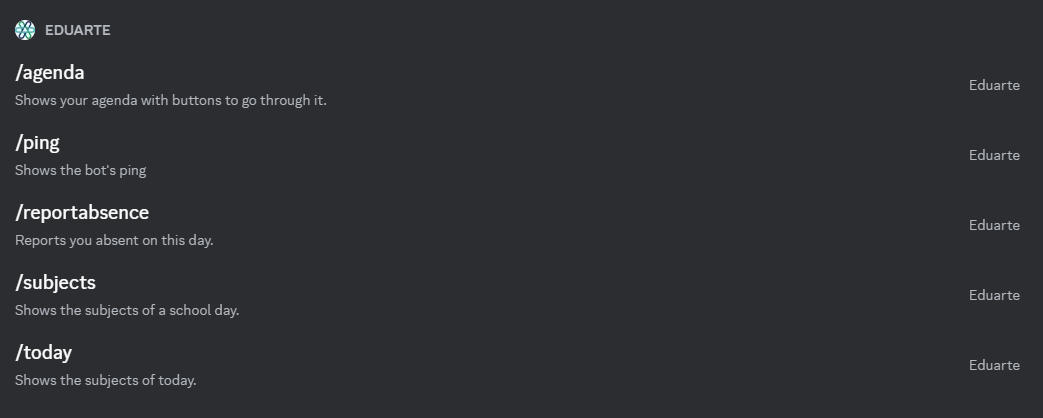 EDUARTE
/agenda
Shows your agenda with buttons to go through it.
Eduarte
/ping
Shows the bot's ping
Eduarte
/reportabsence
Reports you absent on this day.
Eduarte
/subjects
Shows the subjects of a school day.
Eduarte
/today
Shows the subjects of today.
Eduarte